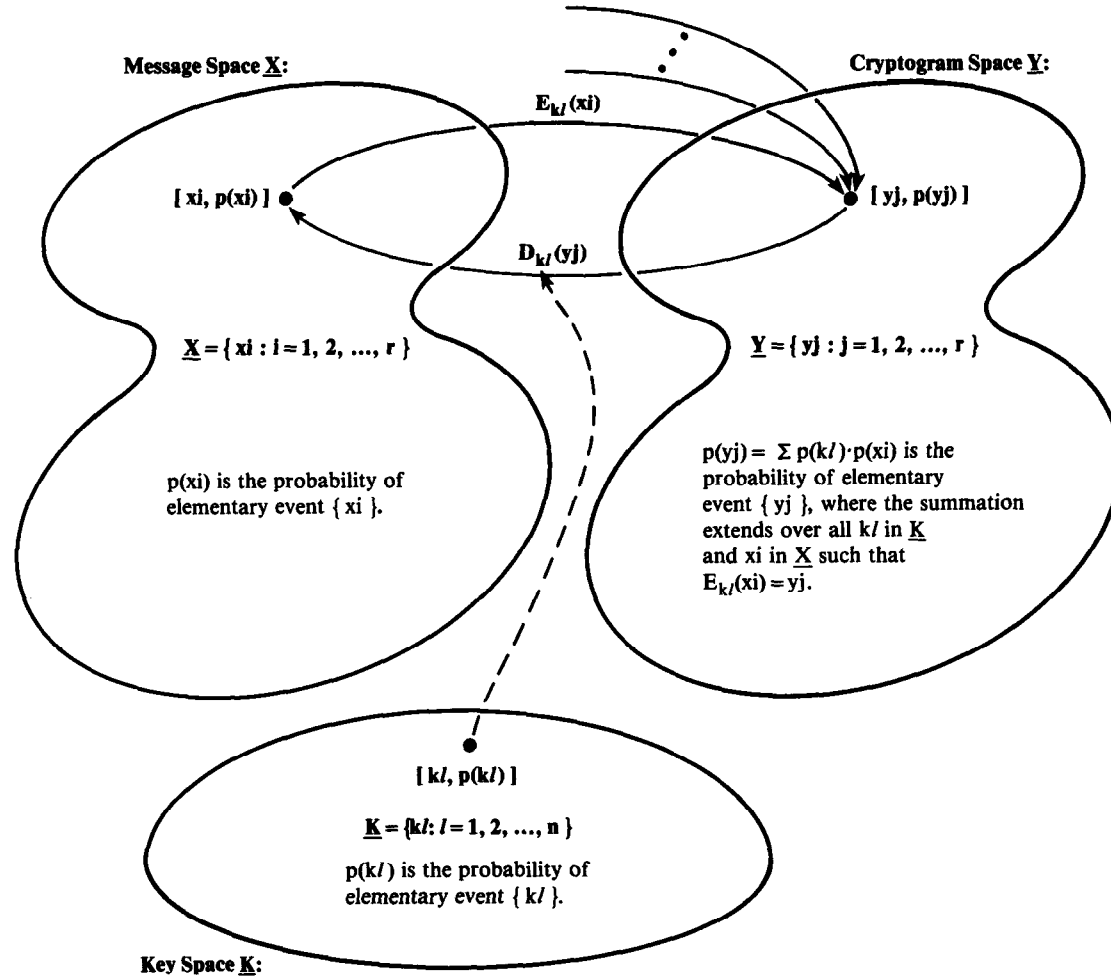 Message Space X:
Cryptogram Space Y:
E_kl(xi)
[ xi, p(xi) ]
[ yj, p(yj) ]
D_kl(yj)
X = { xi : i = 1, 2, ..., r }
Y = { yj : j = 1, 2, ..., r }
p(xi) is the probability of
elementary event { xi }.
p(yj) = Σ p(kl)·p(xi) is the
probability of elementary
event { yj }, where the summation
extends over all kl in K
and xi in X such that
E_kl(xi) = yj.
[ kl, p(kl) ]
K = {kl: l = 1, 2, ..., n }
p(kl) is the probability of
elementary event { kl }.
Key Space K: